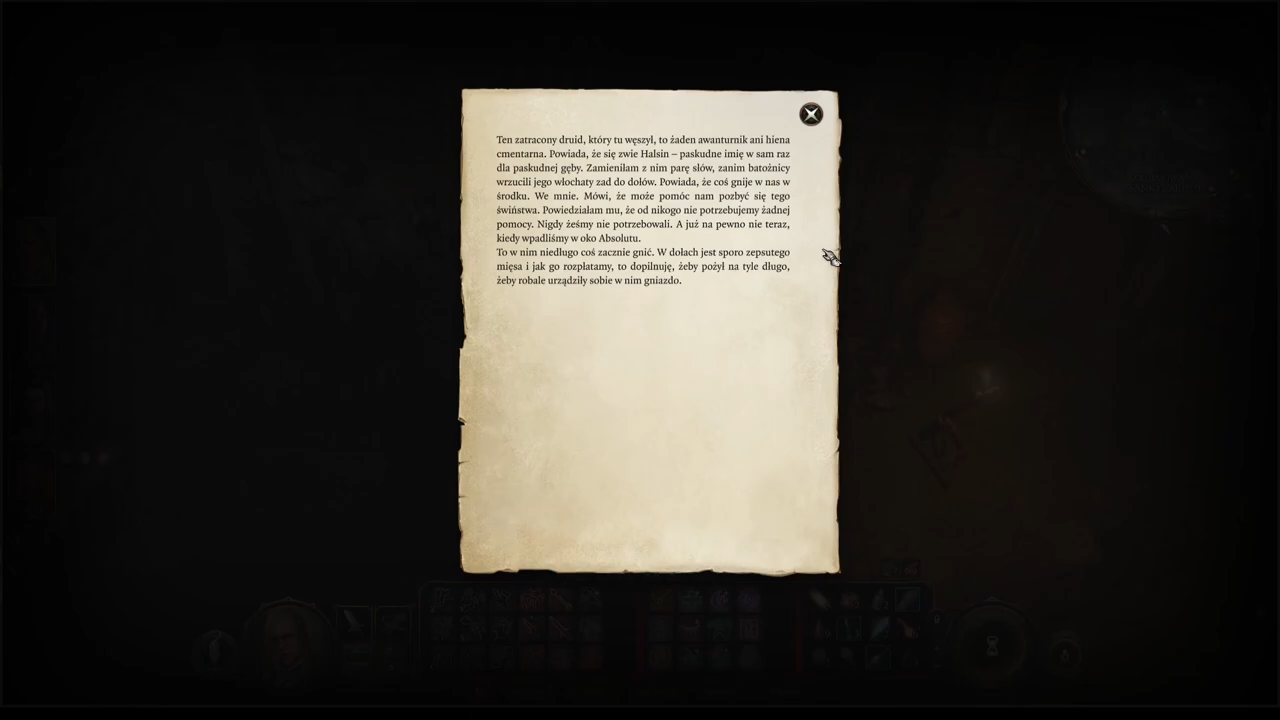 Ten zatracony druid, który tu węszył, to żaden awanturnik ani hiena
cmentarna. Powiada, że się zwie Halsin – paskudne imię w sam raz
dla paskudnej gęby. Zamieniłam z nim parę słów, zanim batożnicy
wrzucili jego włochaty zad do dołów. Powiada, że coś gnije w nas w
środku. We mnie. Mówi, że może pomóc nam pozbyć się tego
świństwa. Powiedziałam mu, że od nikogo nie potrzebujemy żadnej
pomocy. Nigdy żeśmy nie potrzebowali. A już na pewno nie teraz,
kiedy wpadliśmy w oko Absolutu.
To w nim niedługo coś zacznie gnić. W dołach jest sporo zepsutego
mięsa i jak go rozpłatamy, to dopilnuję, żeby pożył na tyle długo,
żeby robale urządziły sobie w nim gniazdo.